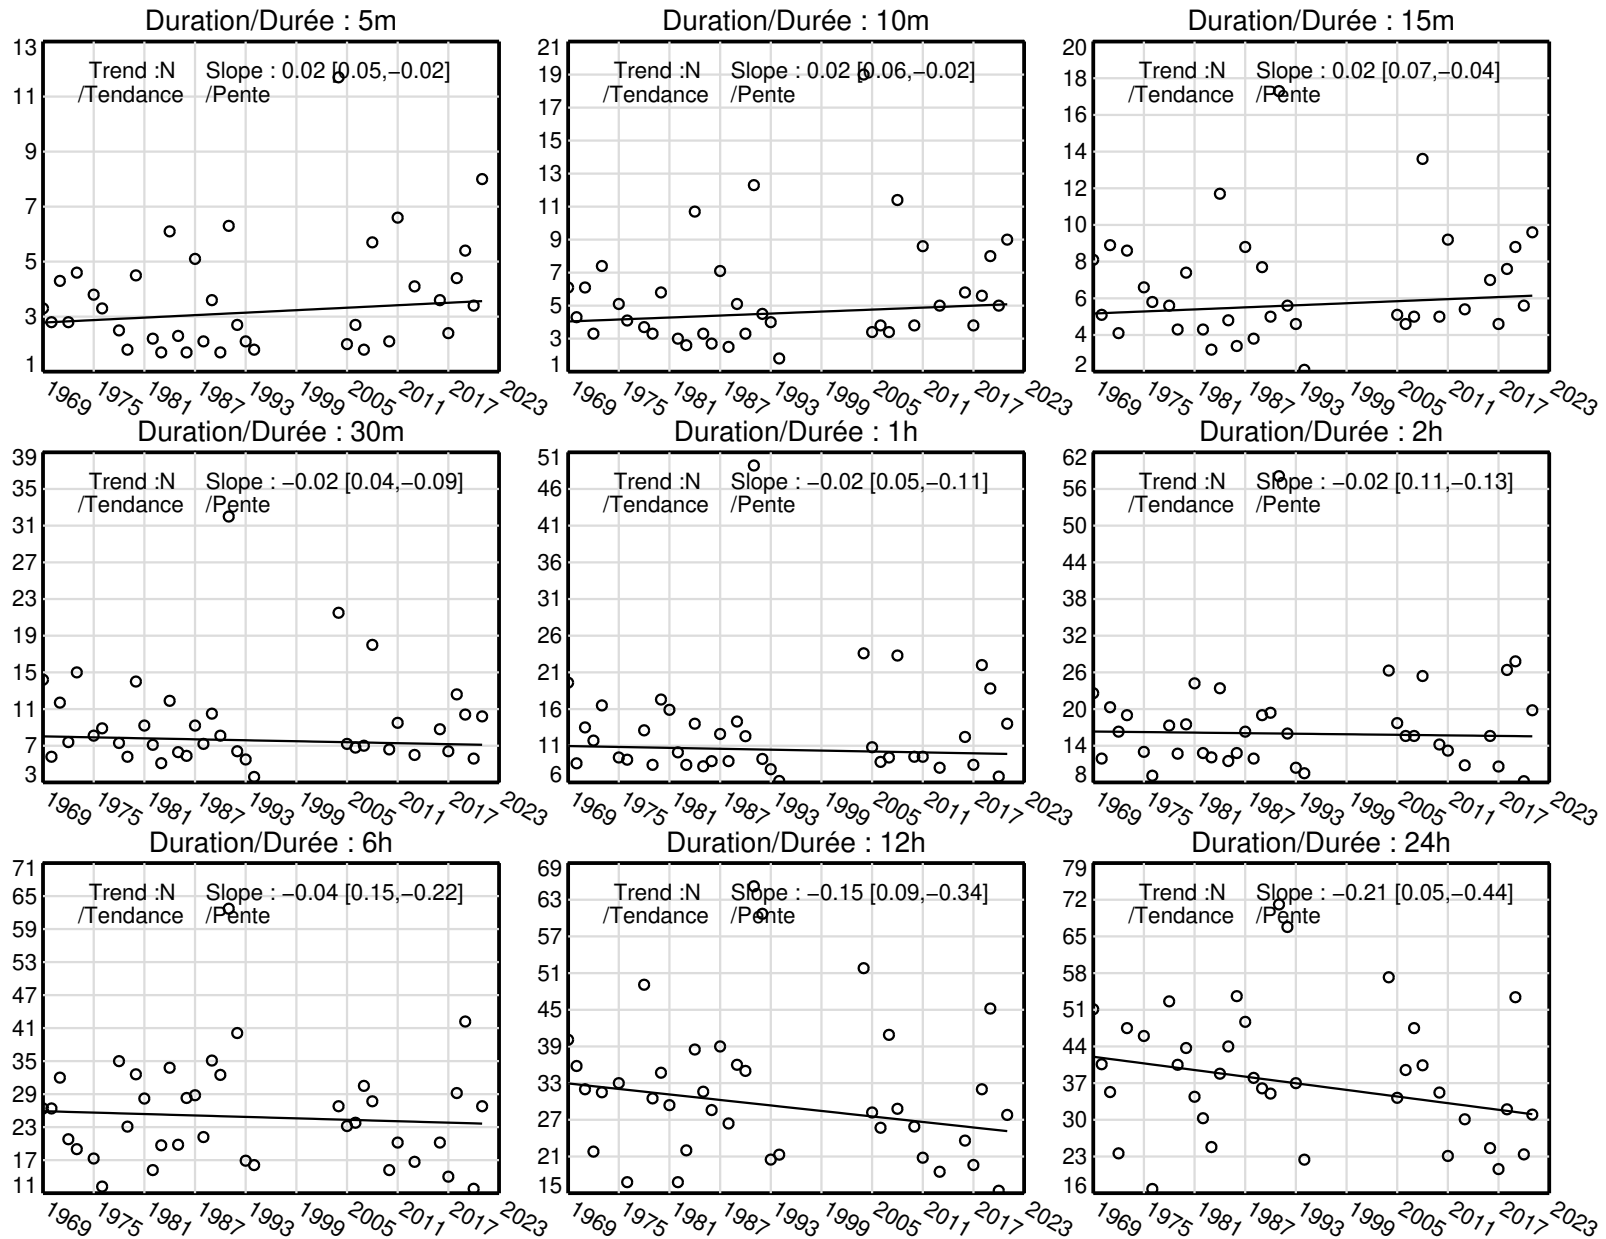 Duration/Durée : 5m
Trend :N Slope : 0.02 [0.05,−0.02]
/Tendance /Pente
13
11
9
7
5
3
1
1969 1975 1981 1987 1993 1999 2005 2011 2017 2023
Duration/Durée : 10m
Trend :N Slope : 0.02 [0.06,−0.02]
/Tendance /Pente
21
19
17
15
13
11
9
7
5
3
1
1969 1975 1981 1987 1993 1999 2005 2011 2017 2023
Duration/Durée : 15m
Trend :N Slope : 0.02 [0.07,−0.04]
/Tendance /Pente
20
18
16
14
12
10
8
6
4
2
1969 1975 1981 1987 1993 1999 2005 2011 2017 2023
Duration/Durée : 30m
Trend :N Slope : −0.02 [0.04,−0.09]
/Tendance /Pente
39
35
31
27
23
19
15
11
7
3
1969 1975 1981 1987 1993 1999 2005 2011 2017 2023
Duration/Durée : 1h
Trend :N Slope : −0.02 [0.05,−0.11]
/Tendance /Pente
51
46
41
36
31
26
21
16
11
6
1969 1975 1981 1987 1993 1999 2005 2011 2017 2023
Duration/Durée : 2h
Trend :N Slope : −0.02 [0.11,−0.13]
/Tendance /Pente
62
56
50
44
38
32
26
20
14
8
1969 1975 1981 1987 1993 1999 2005 2011 2017 2023
Duration/Durée : 6h
Trend :N Slope : −0.04 [0.15,−0.22]
/Tendance /Pente
71
65
59
53
47
41
35
29
23
17
11
1969 1975 1981 1987 1993 1999 2005 2011 2017 2023
Duration/Durée : 12h
Trend :N Slope : −0.15 [0.09,−0.34]
/Tendance /Pente
69
63
57
51
45
39
33
27
21
15
1969 1975 1981 1987 1993 1999 2005 2011 2017 2023
Duration/Durée : 24h
Trend :N Slope : −0.21 [0.05,−0.44]
/Tendance /Pente
79
72
65
58
51
44
37
30
23
16
1969 1975 1981 1987 1993 1999 2005 2011 2017 2023